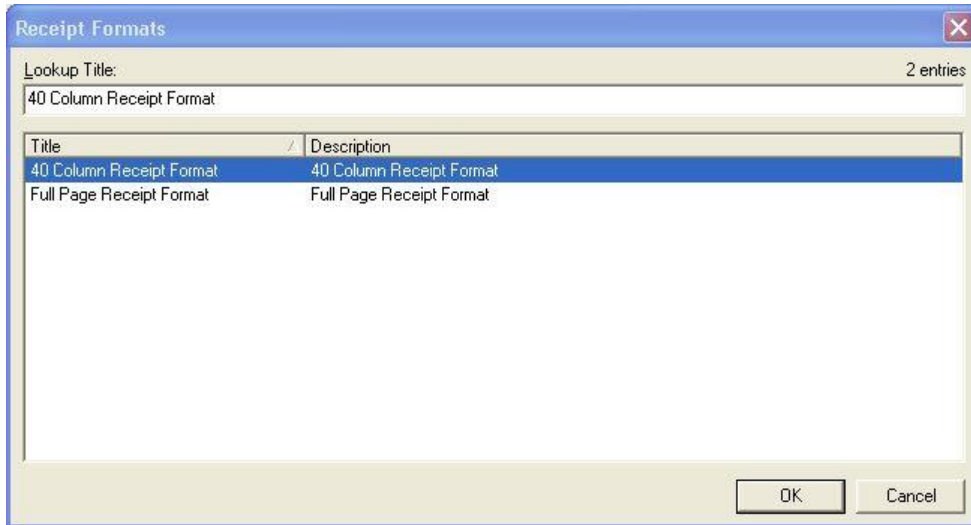 Receipt Formats
Lookup Title: 2 entries
40 Column Receipt Format
Title Description
40 Column Receipt Format 40 Column Receipt Format
Full Page Receipt Format Full Page Receipt Format
OK Cancel